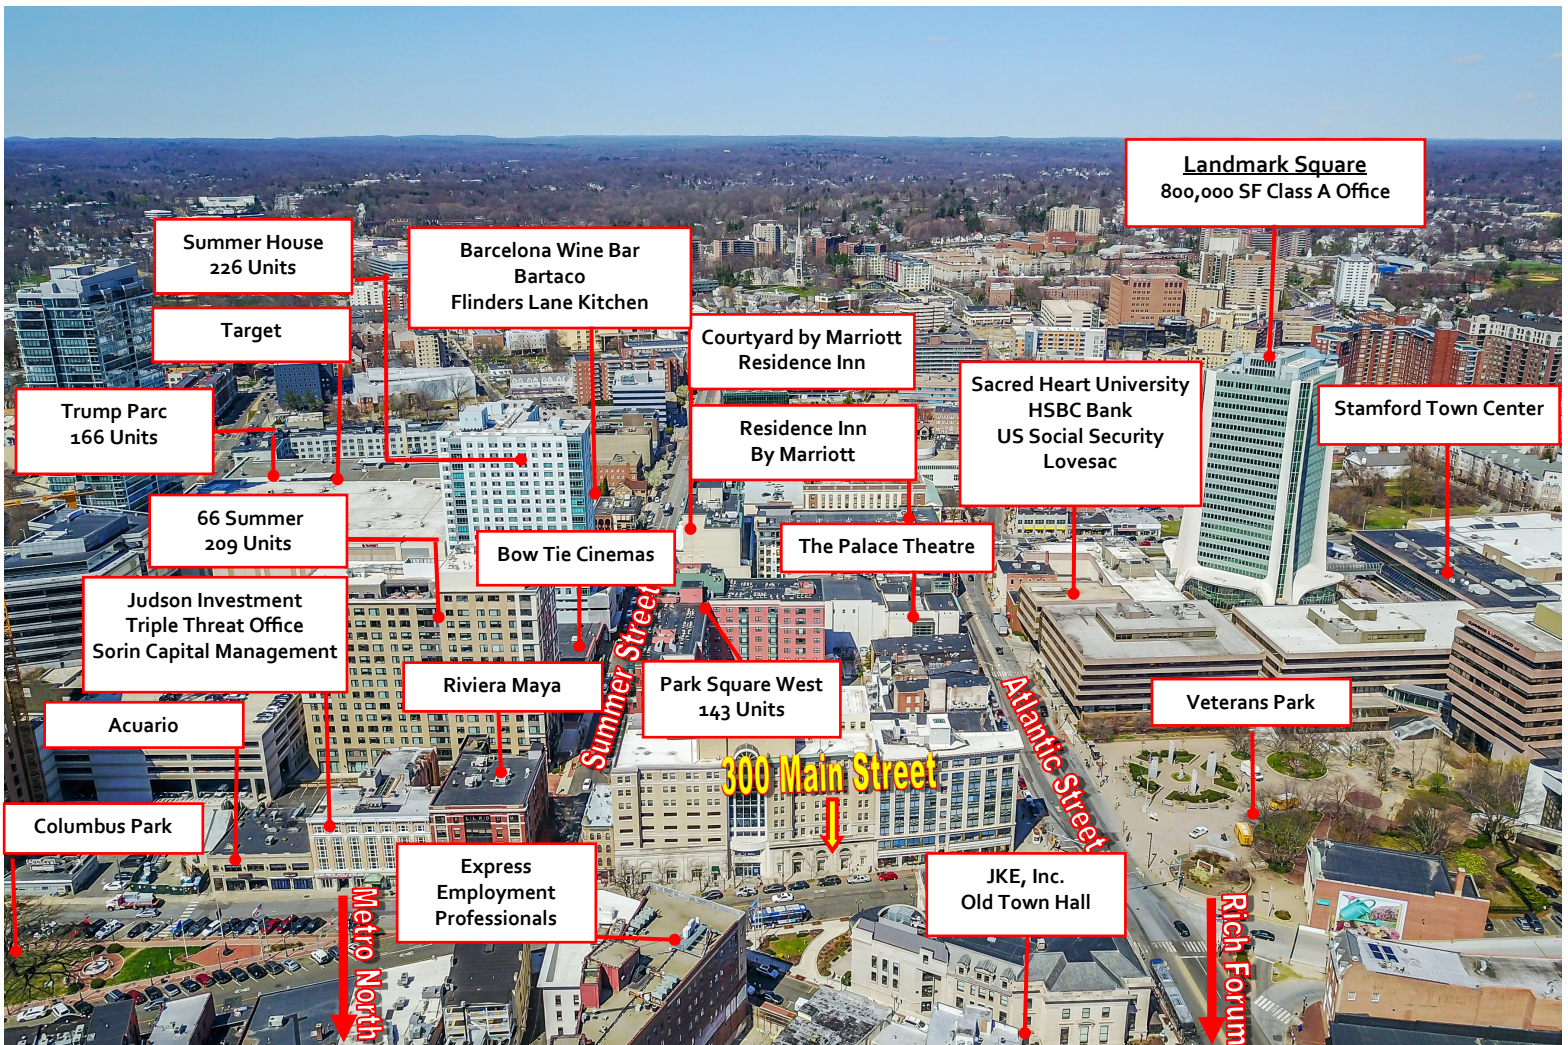 Landmark Square
800,000 SF Class A Office
Summer House
226 Units
Barcelona Wine Bar
Bartaco
Flinders Lane Kitchen
Target
Courtyard by Marriott
Residence Inn
Sacred Heart University
HSBC Bank
US Social Security
Lovesac
Stamford Town Center
Trump Parc
166 Units
Residence Inn
By Marriott
66 Summer
209 Units
Bow Tie Cinemas
The Palace Theatre
Judson Investment
Triple Threat Office
Sorin Capital Management
Summer Street
Riviera Maya
Park Square West
143 Units
Atlantic Street
Veterans Park
Acuario
300 Main Street
Columbus Park
Express
Employment
Professionals
JKE, Inc.
Old Town Hall
Metro North
Rich Forum